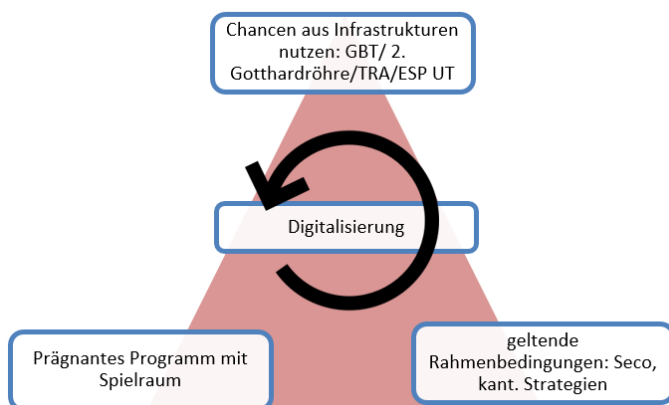 Chancen aus Infrastrukturen
nutzen: GBT/ 2.
Gotthardröhre/TRA/ESP UT
Digitalisierung
Prägnantes Programm mit
Spielraum
geltende
Rahmenbedingungen: Seco,
kant. Strategien